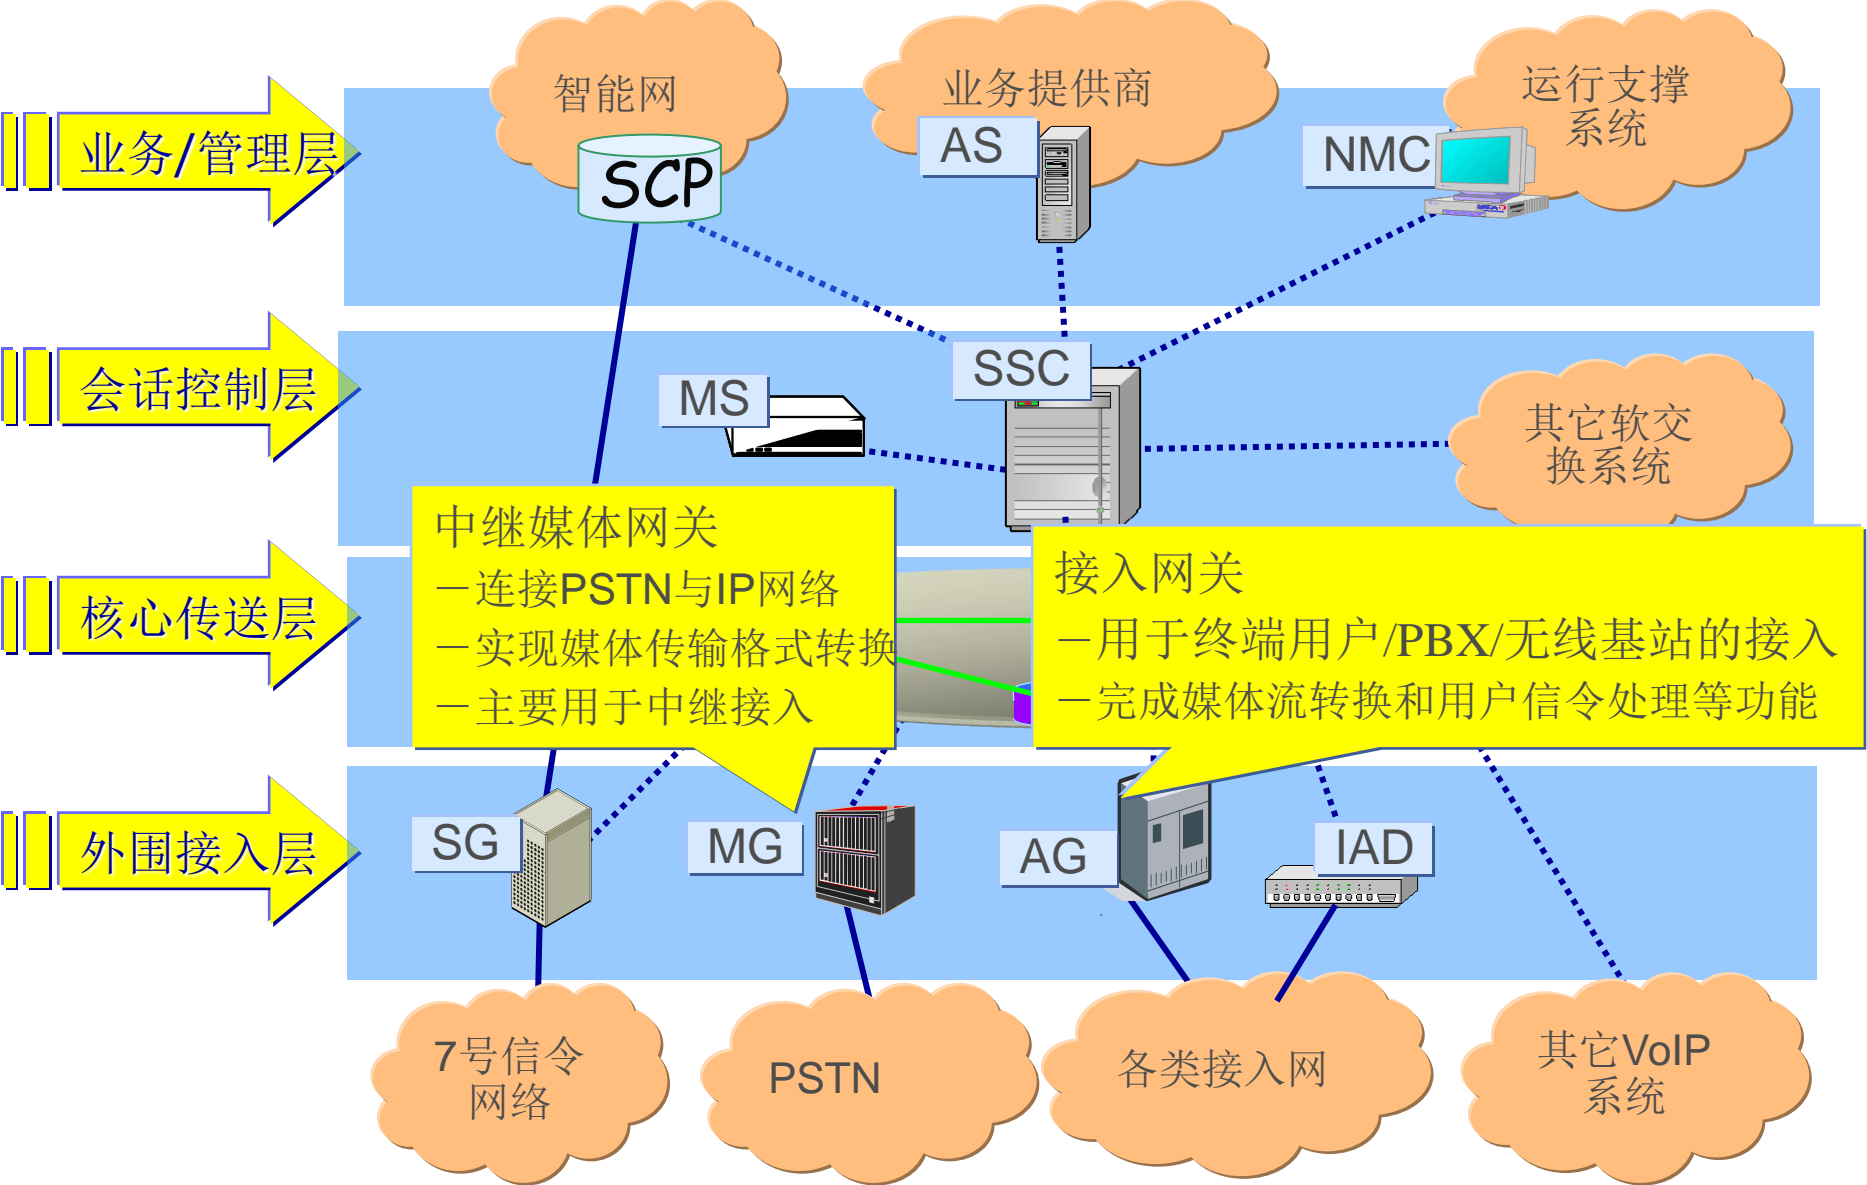 智能网
业务提供商
运行支撑
系统
业务/管理层
SCP
AS
NMC
会话控制层
MS
SSC
其它软交
换系统
核心传送层
中继媒体网关
－连接PSTN与IP网络
－实现媒体传输格式转换
－主要用于中继接入
接入网关
－用于终端用户/PBX/无线基站的接入
－完成媒体流转换和用户信令处理等功能
外围接入层
SG
MG
AG
IAD
7号信令
网络
PSTN
各类接入网
其它VoIP
系统